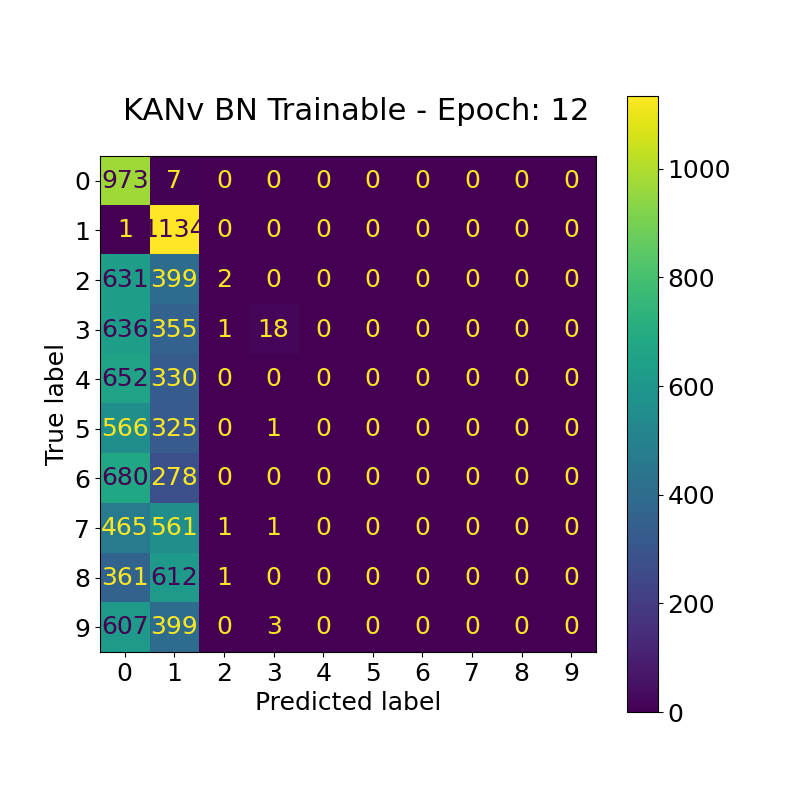 KANv BN Trainable - Epoch: 12
0 973 7 0 0 0 0 0 0 0 0
1 1 1134 0 0 0 0 0 0 0 0
2 631 399 2 0 0 0 0 0 0 0
3 636 355 1 18 0 0 0 0 0 0
4 652 330 0 0 0 0 0 0 0 0
5 566 325 0 1 0 0 0 0 0 0
6 680 278 0 0 0 0 0 0 0 0
7 465 561 1 1 0 0 0 0 0 0
8 361 612 1 0 0 0 0 0 0 0
9 607 399 0 3 0 0 0 0 0 0
0 1 2 3 4 5 6 7 8 9
Predicted label
True label
1000
800
600
400
200
0